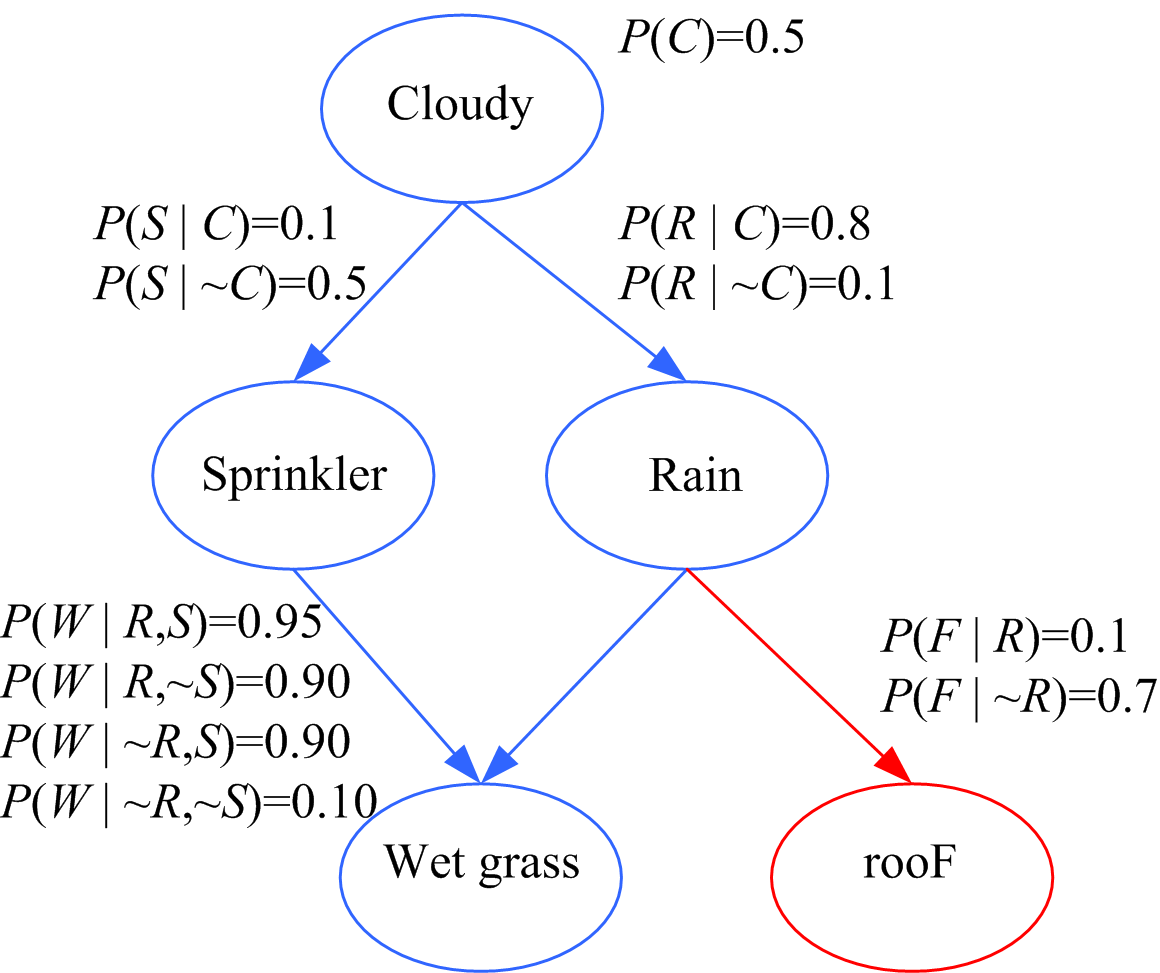 P(C)=0.5
Cloudy
P(S | C)=0.1
P(S | ~C)=0.5
P(R | C)=0.8
P(R | ~C)=0.1
Sprinkler
Rain
P(W | R,S)=0.95
P(W | R,~S)=0.90
P(W | ~R,S)=0.90
P(W | ~R,~S)=0.10
P(F | R)=0.1
P(F | ~R)=0.7
Wet grass
rooF